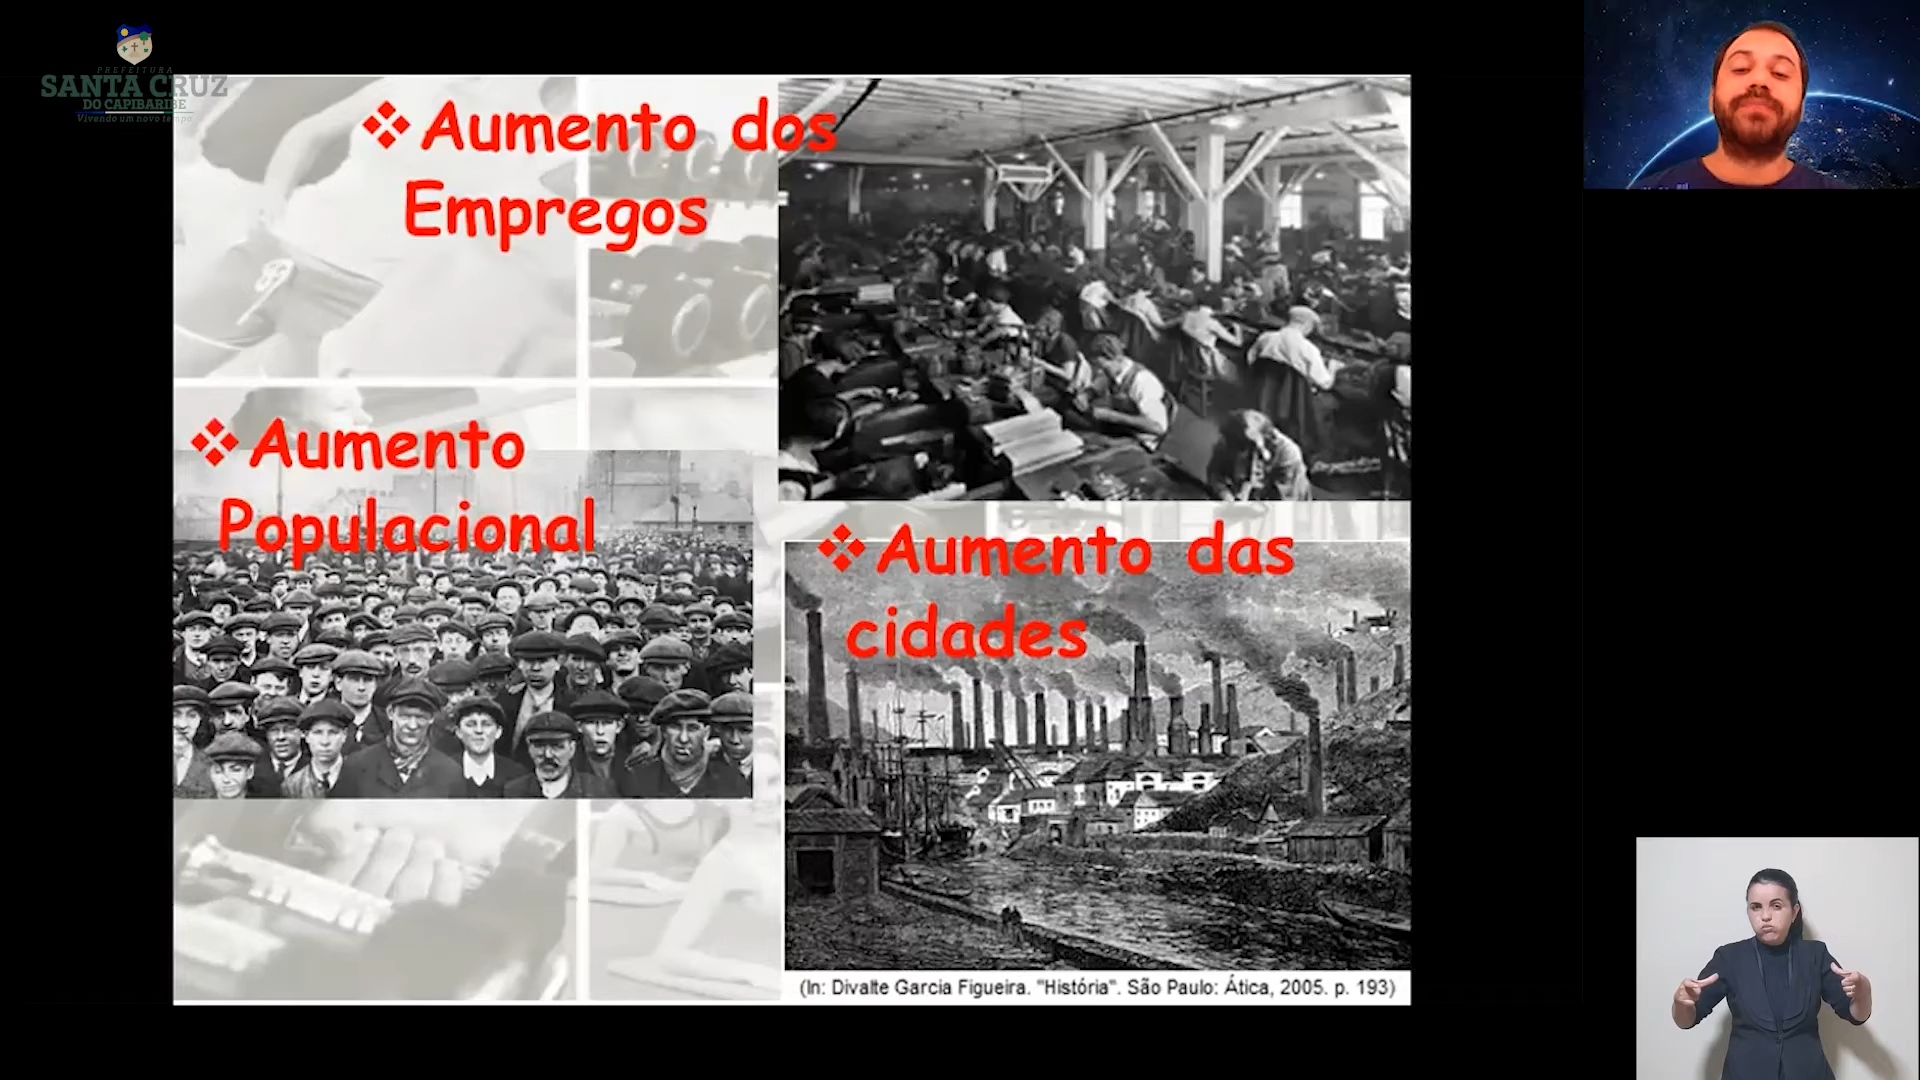 PREFEITURA
SANTA CRUZ
DO CAPIBARIBE
Vivendo um novo tempo
❖Aumento dos
Empregos
❖Aumento
Populacional
❖Aumento das
cidades
(In: Divalte Garcia Figueira. "História". São Paulo: Ática, 2005. p. 193)